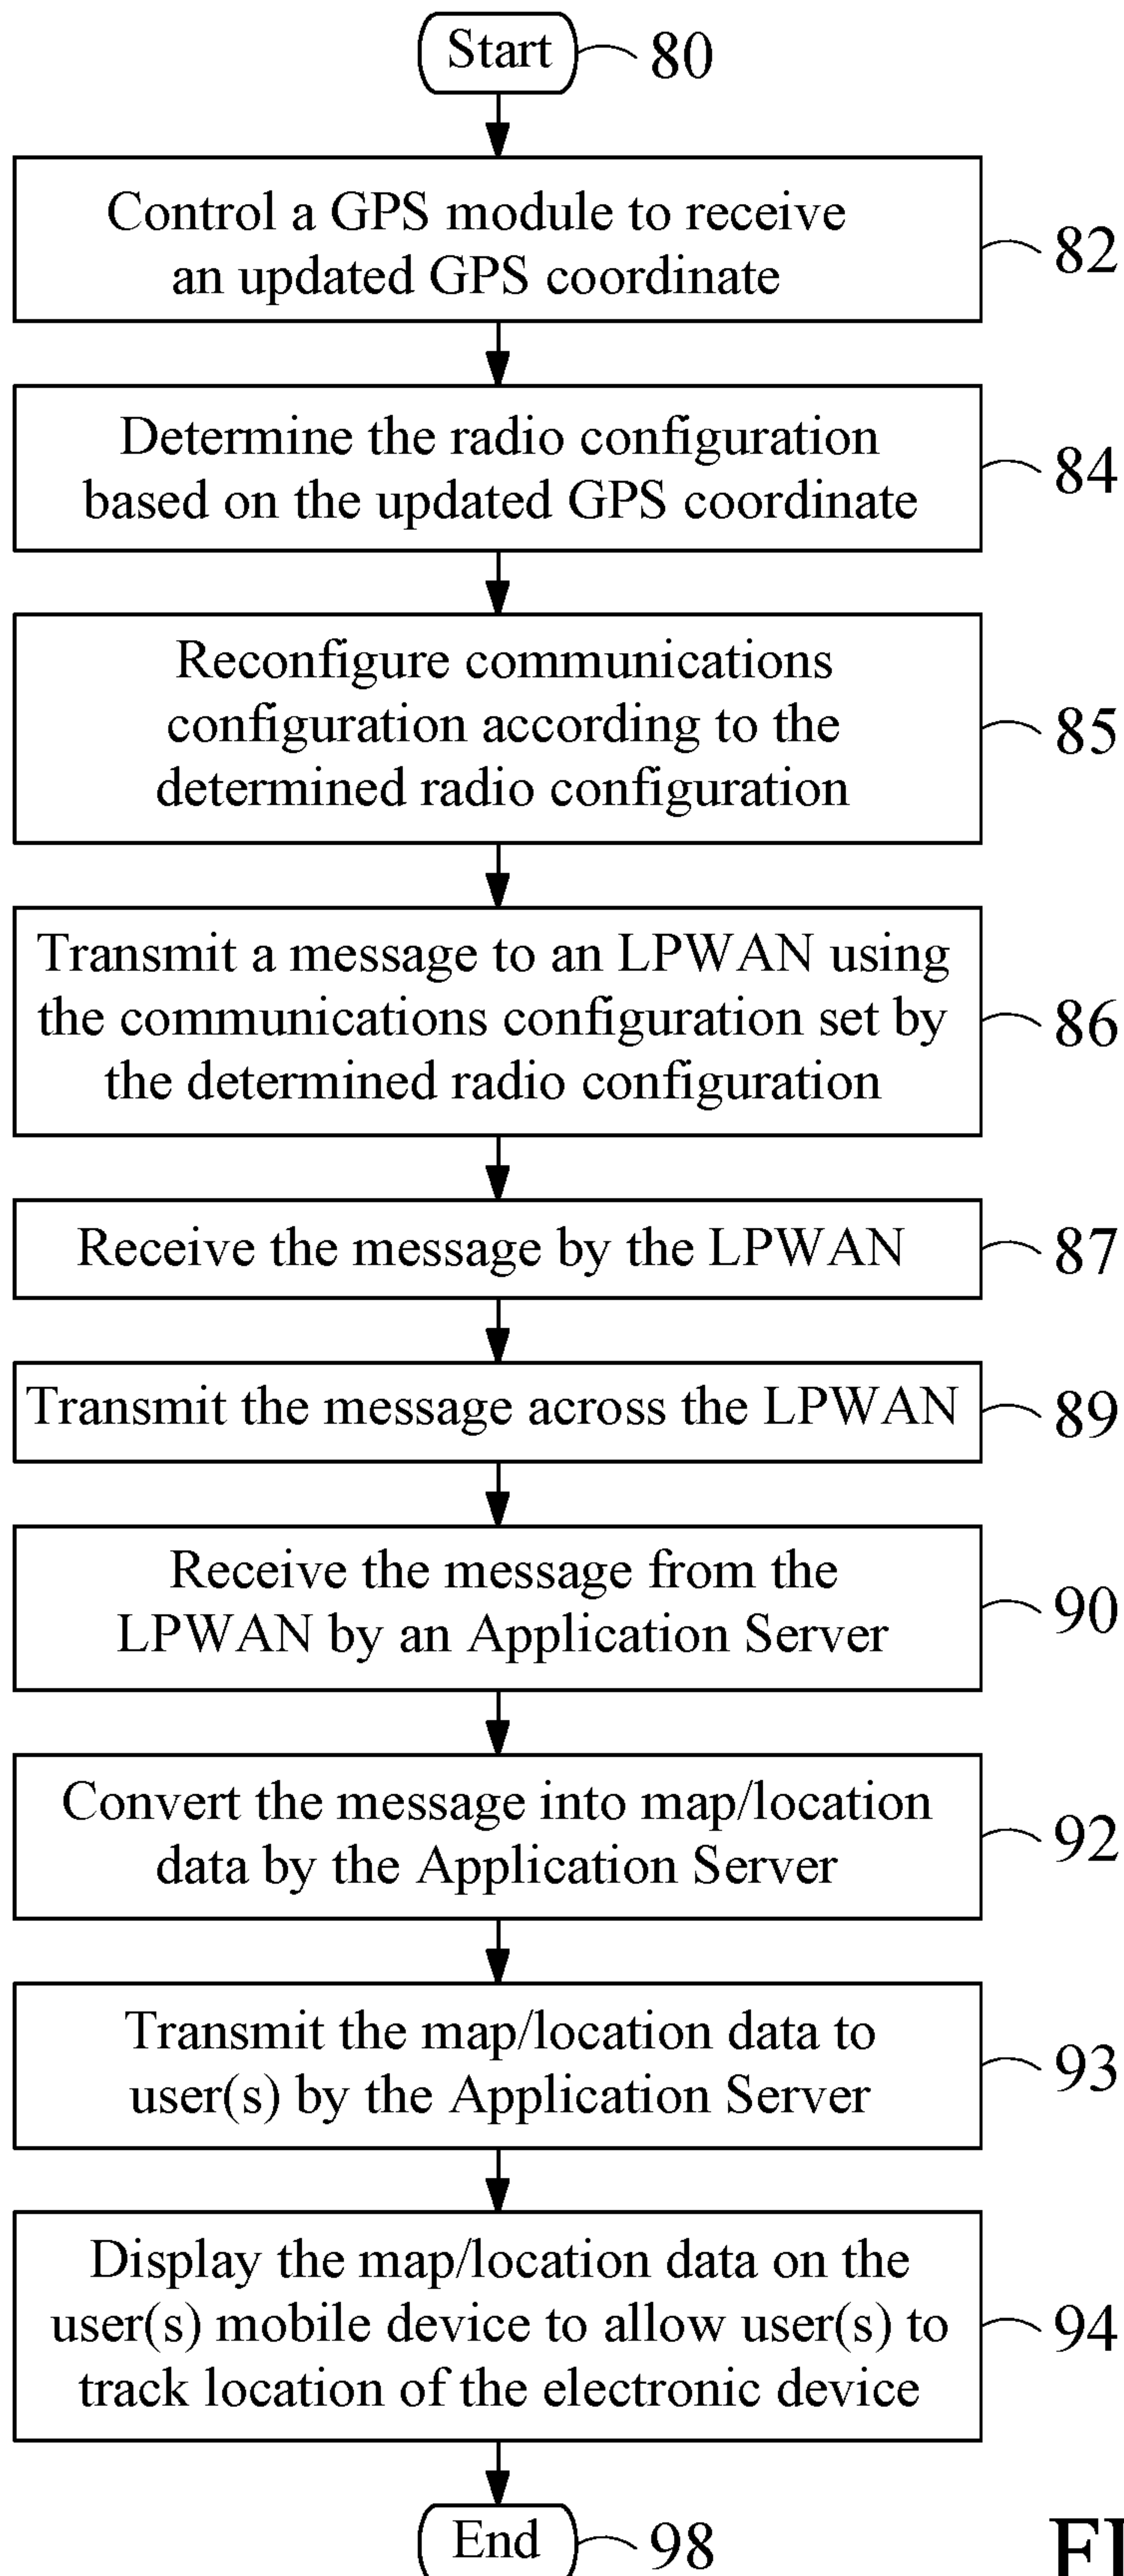 Start 80
Control a GPS module to receive
an updated GPS coordinate
82
Determine the radio configuration
based on the updated GPS coordinate
84
Reconfigure communications
configuration according to the
determined radio configuration
85
Transmit a message to an LPWAN using
the communications configuration set by
the determined radio configuration
86
Receive the message by the LPWAN 87
Transmit the message across the LPWAN 89
Receive the message from the
LPWAN by an Application Server
90
Convert the message into map/location
data by the Application Server
92
Transmit the map/location data to
user(s) by the Application Server
93
Display the map/location data on the
user(s) mobile device to allow user(s) to
track location of the electronic device
94
End 98